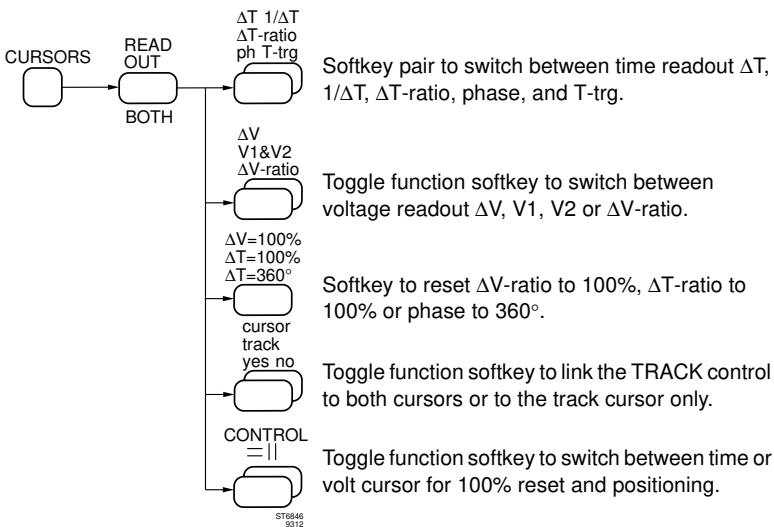 CURSORS
READ
OUT
BOTH
ΔT 1/ΔT
ΔT-ratio
ph T-trg
Softkey pair to switch between time readout ΔT,
1/ΔT, ΔT-ratio, phase, and T-trg.
ΔV
V1&V2
ΔV-ratio
Toggle function softkey to switch between
voltage readout ΔV, V1, V2 or ΔV-ratio.
ΔV=100%
ΔT=100%
ΔT=360°
Softkey to reset ΔV-ratio to 100%, ΔT-ratio to
100% or phase to 360°.
cursor
track
yes no
Toggle function softkey to link the TRACK control
to both cursors or to the track cursor only.
CONTROL
Toggle function softkey to switch between time or
volt cursor for 100% reset and positioning.
ST6846
9312